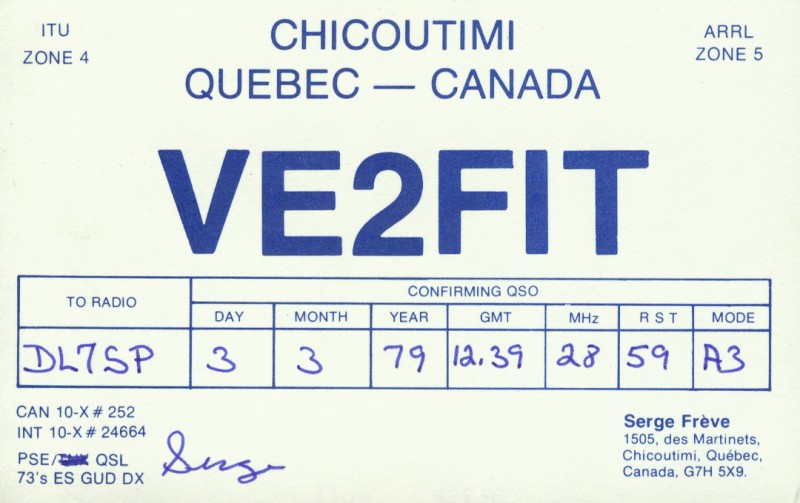 ITU
ZONE 4
CHICOUTIMI
QUEBEC — CANADA
ARRL
ZONE 5
VE2FIT
TO RADIO
CONFIRMING QSO
DAY MONTH YEAR GMT MHz R S T MODE
DL7SP 3 3 79 12.39 28 59 A3
CAN 10-X # 252
INT 10-X # 24664
PSE/TNX QSL
73's ES GUD DX
Serge
Serge Frève
1505, des Martinets,
Chicoutimi, Québec,
Canada, G7H 5X9.